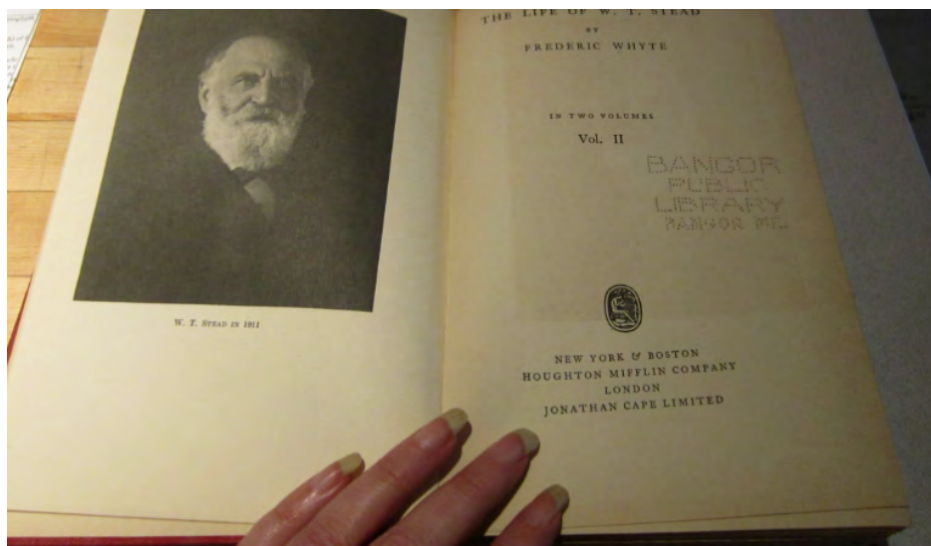 W. T. STEAD IN 1911
THE LIFE OF W. T. STEAD
BY
FREDERIC WHYTE
IN TWO VOLUMES
Vol. II
BANGOR
PUBLIC
LIBRARY
BANGOR ME.
NEW YORK & BOSTON
HOUGHTON MIFFLIN COMPANY
LONDON
JONATHAN CAPE LIMITED